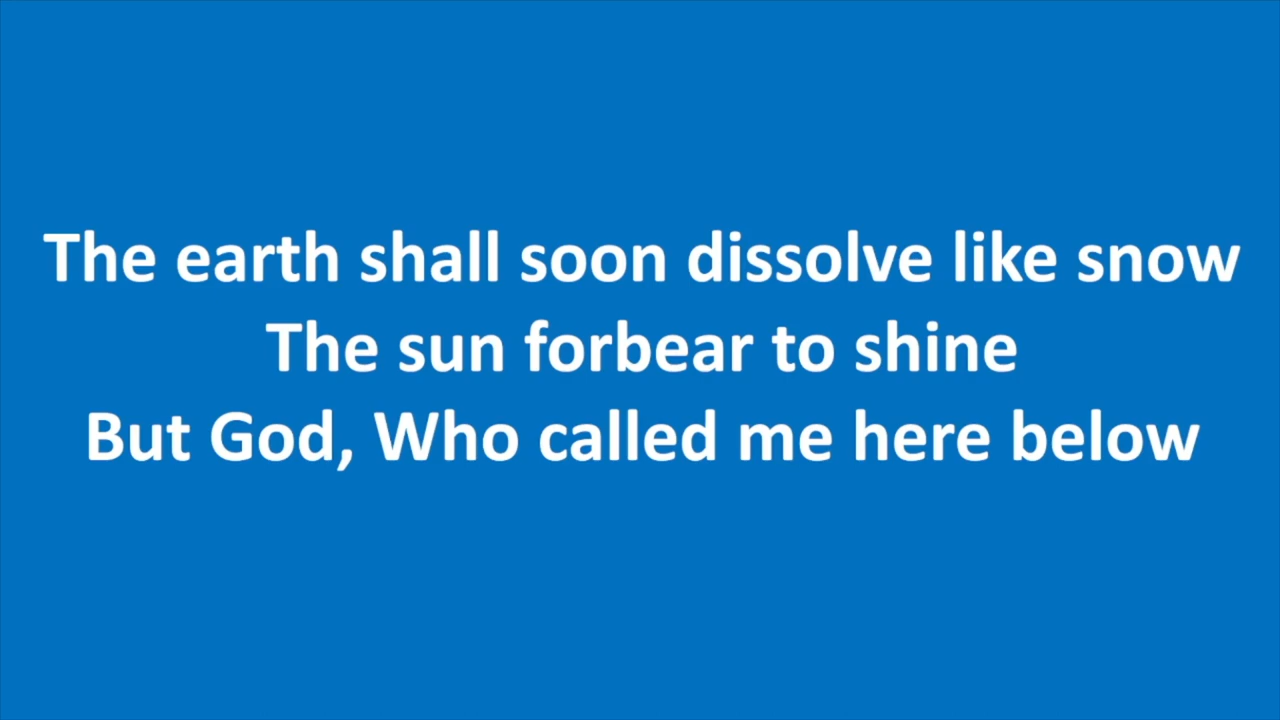 The earth shall soon dissolve like snow
The sun forbear to shine
But God, Who called me here below